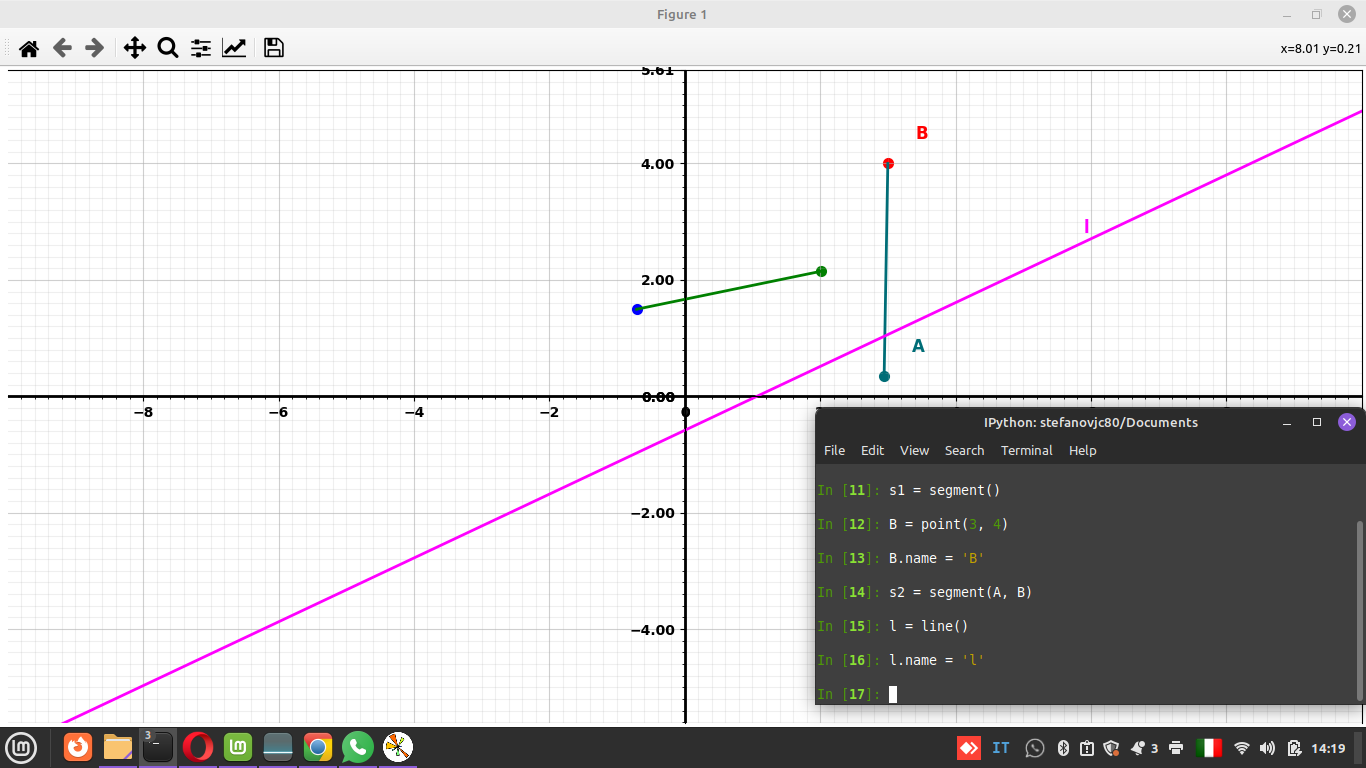 Figure 1
x=8.01 y=0.21
5.61
B
4.00
l
2.00
A
0.00
−8
−6
−4
−2
0
−2.00
−4.00
IPython: stefanovjc80/Documents
File Edit View Search Terminal Help
In [11]: s1 = segment()
In [12]: B = point(3, 4)
In [13]: B.name = 'B'
In [14]: s2 = segment(A, B)
In [15]: l = line()
In [16]: l.name = 'l'
In [17]:
3
IT
3
14:19